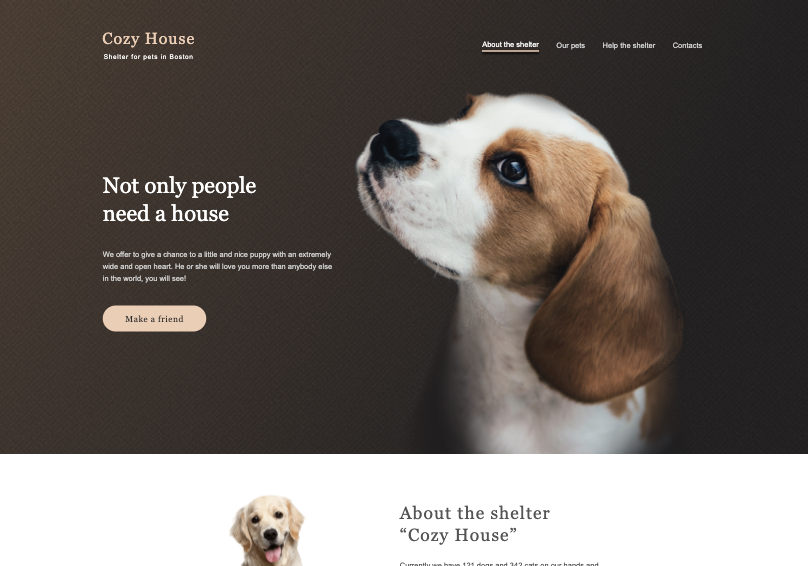 Cozy House
Shelter for pets in Boston
About the shelter
Our pets
Help the shelter
Contacts
Not only people
need a house
We offer to give a chance to a little and nice puppy with an extremely
wide and open heart. He or she will love you more than anybody else
in the world, you will see!
Make a friend
About the shelter
“Cozy House”
Currently we have 121 dogs and 342 cats on our hands and